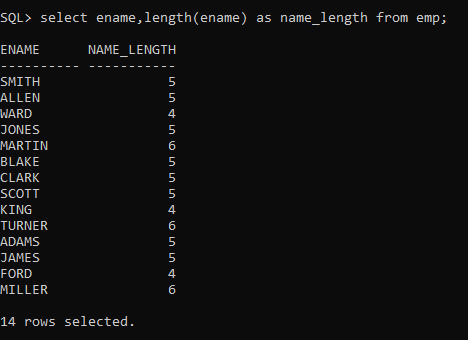 SQL> select ename,length(ename) as name_length from emp;
ENAME      NAME_LENGTH
---------- -----------
SMITH                5
ALLEN                5
WARD                 4
JONES                5
MARTIN               6
BLAKE                5
CLARK                5
SCOTT                5
KING                 4
TURNER               6
ADAMS                5
JAMES                5
FORD                 4
MILLER               6
14 rows selected.